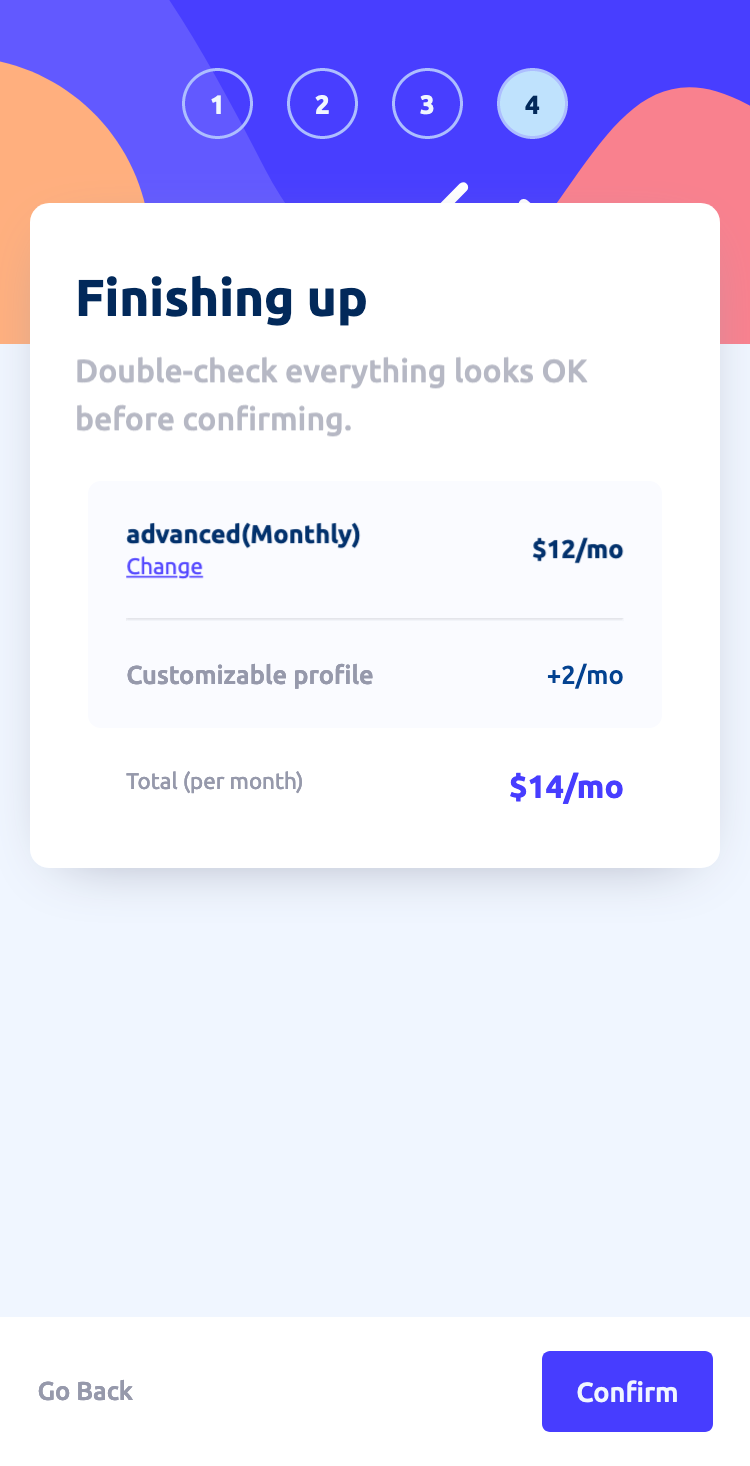 1 2 3 4
Finishing up
Double-check everything looks OK
before confirming.
advanced(Monthly)
$12/mo
Change
Customizable profile +2/mo
Total (per month) $14/mo
Go Back Confirm